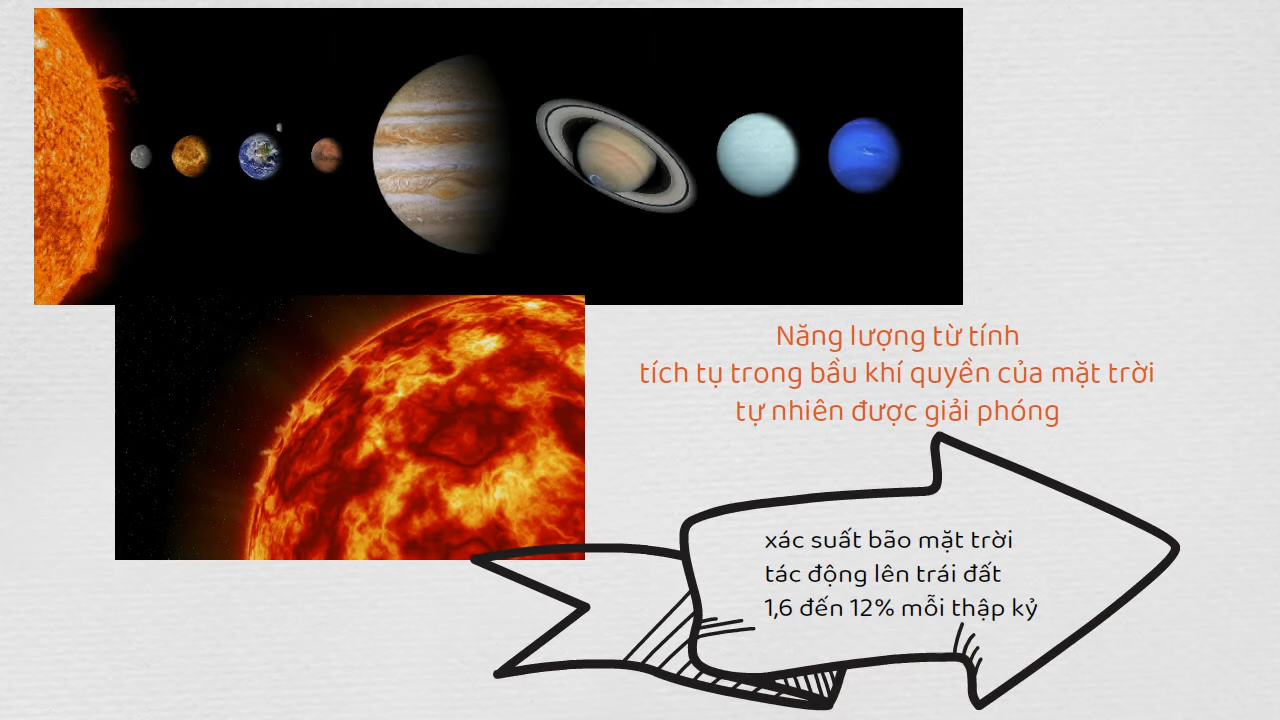 Năng lượng từ tính
tích tụ trong bầu khí quyền của mặt trời
tự nhiên được giải phóng
xác suất bão mặt trời
tác động lên trái đất
1,6 đến 12% mỗi thập kỷ